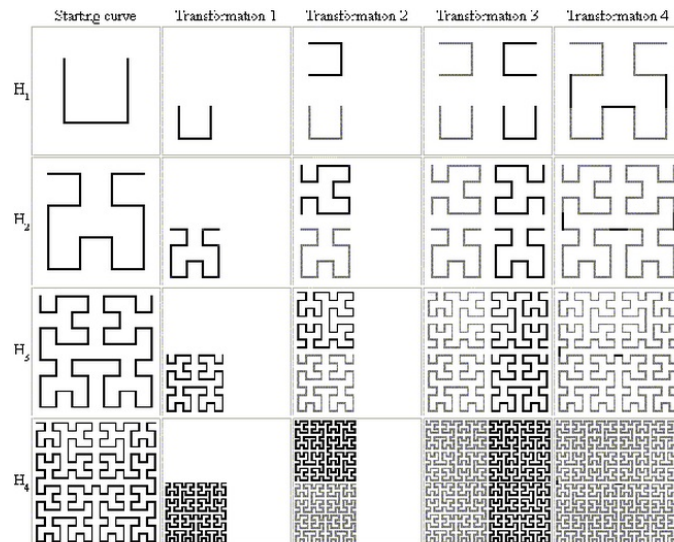 Starting curve Transformation 1 Transformation 2 Transformation 3 Transformation 4
H1
H2
H3
H4